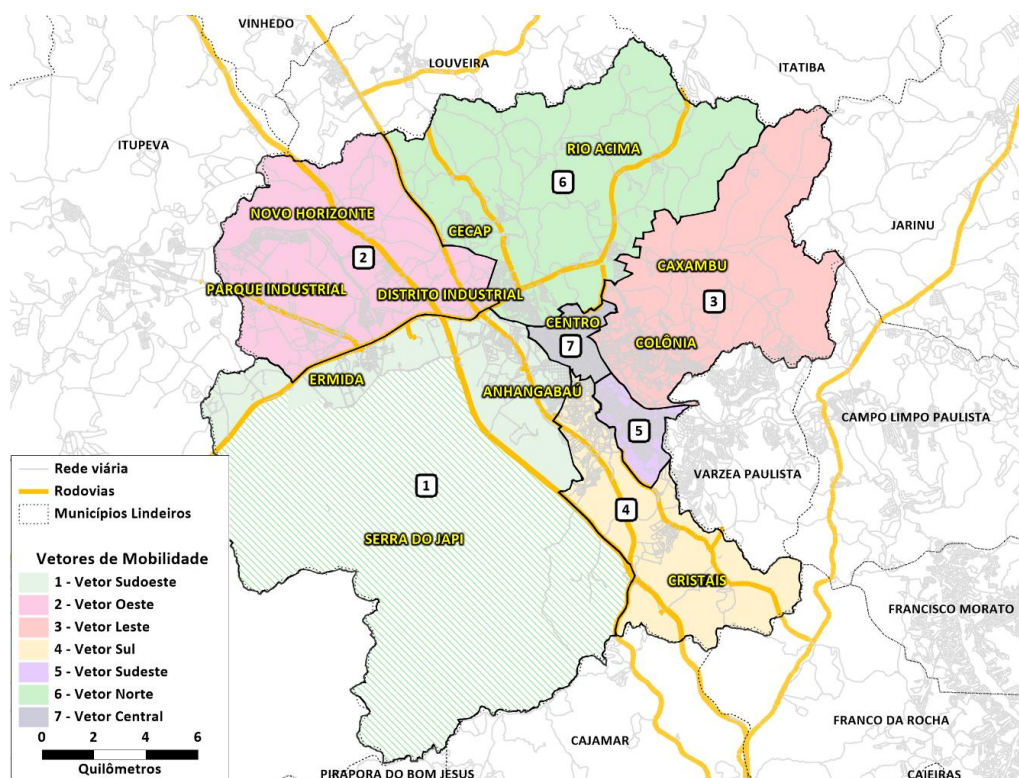 VINHEDO
LOUVEIRA
ITATIBA
ITUPEVA
RIO ACIMA
6
NOVO HORIZONTE
CECAP
JARINU
2
CAXAMBU
PARQUE INDUSTRIAL
DISTRITO INDUSTRIAL
3
CENTRO
7
COLÔNIA
ERMIDA
ANHANGABAÚ
CAMPO LIMPO PAULISTA
5
VARZEA PAULISTA
1
4
SERRA DO JAPI
CRISTAIS
FRANCISCO MORATO
FRANCO DA ROCHA
CAJAMAR
PIRAPORA DO BOM JESUS
CAIEIRAS
Rede viária
Rodovias
Municípios Lindeiros
Vetores de Mobilidade
1 - Vetor Sudoeste
2 - Vetor Oeste
3 - Vetor Leste
4 - Vetor Sul
5 - Vetor Sudeste
6 - Vetor Norte
7 - Vetor Central
0 2 4 6
Quilômetros